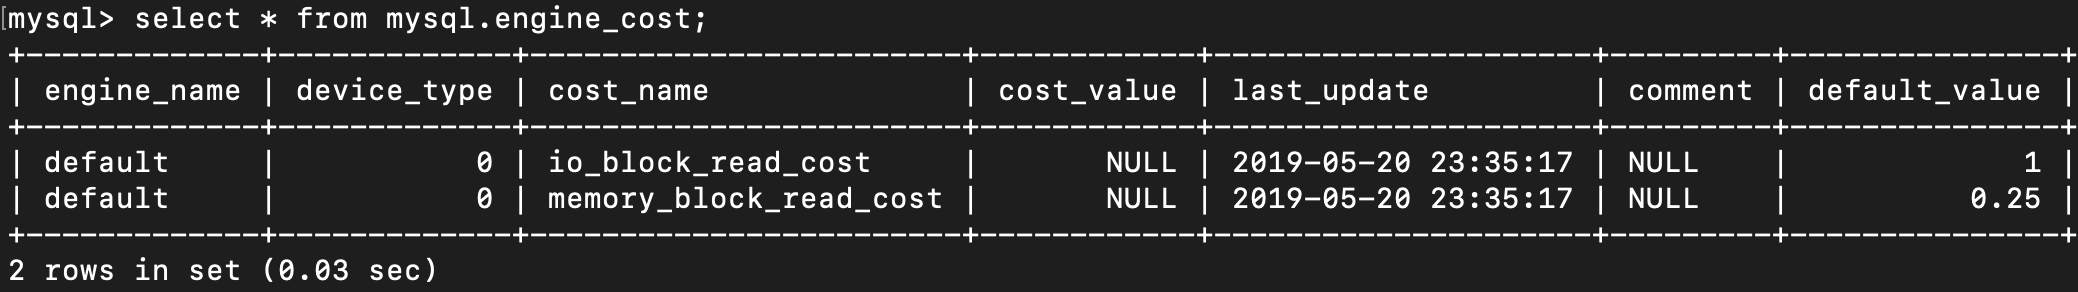 mysql> select * from mysql.engine_cost;
+-------------+-------------+------------------------+------------+---------------------+---------+---------------+
| engine_name | device_type | cost_name              | cost_value | last_update         | comment | default_value |
+-------------+-------------+------------------------+------------+---------------------+---------+---------------+
| default     |           0 | io_block_read_cost     |       NULL | 2019-05-20 23:35:17 | NULL    |             1 |
| default     |           0 | memory_block_read_cost |       NULL | 2019-05-20 23:35:17 | NULL    |          0.25 |
+-------------+-------------+------------------------+------------+---------------------+---------+---------------+
2 rows in set (0.03 sec)